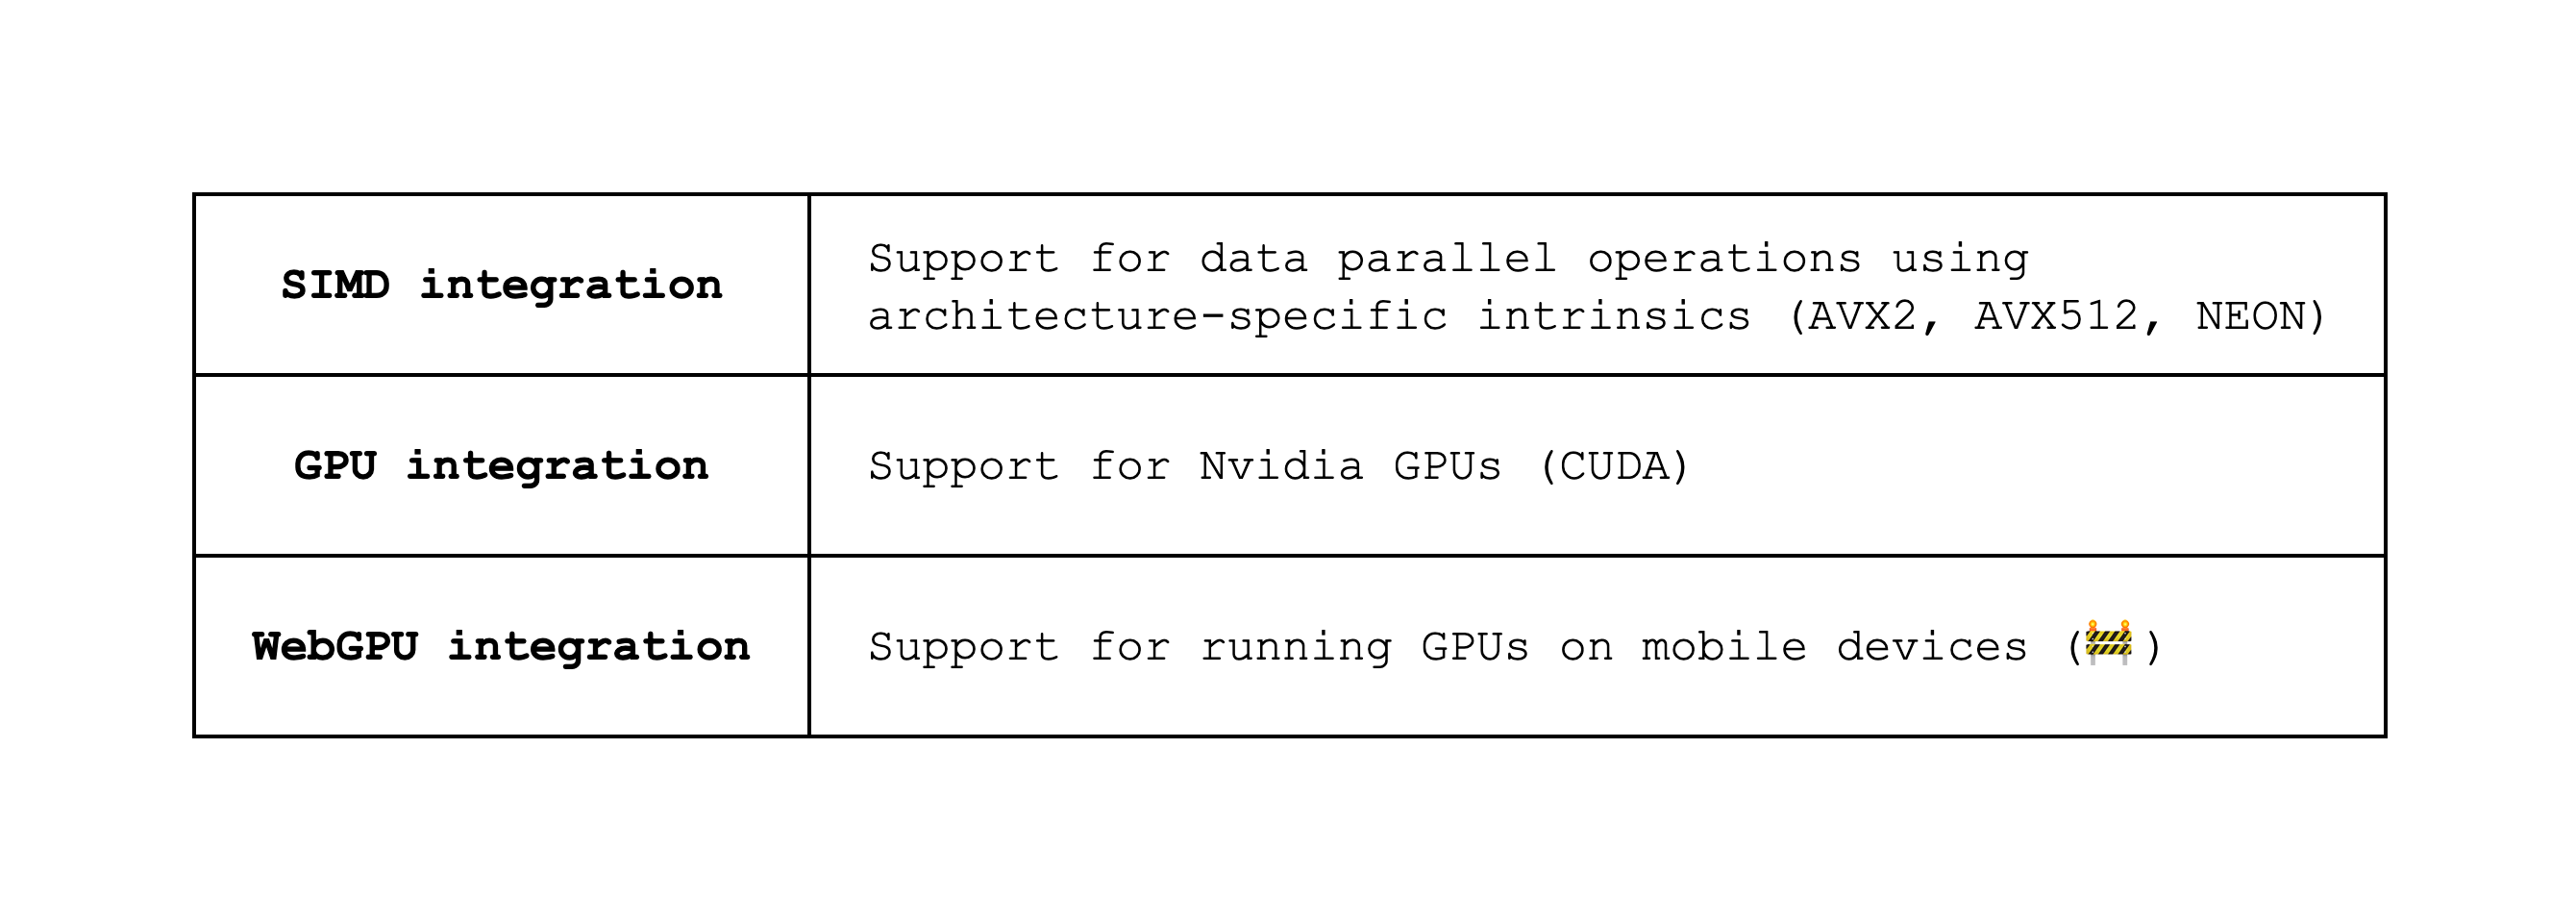 SIMD integration
Support for data parallel operations using
architecture-specific intrinsics (AVX2, AVX512, NEON)
GPU integration
Support for Nvidia GPUs (CUDA)
WebGPU integration
Support for running GPUs on mobile devices (🚧)